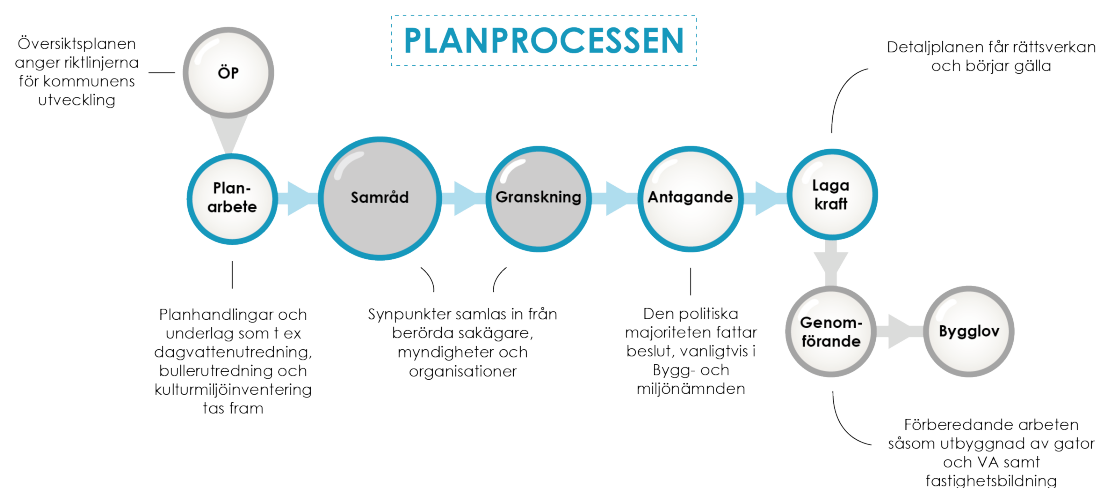 PLANPROCESSEN
Översiktsplanen
anger riktlinjerna
för kommunens
utveckling
ÖP
Detaljplanen får rättsverkan
och börjar gälla
Plan-
arbete
Samråd
Granskning
Antagande
Laga
kraft
Planhandlingar och
underlag som t ex
dagvattenutredning,
bullerutredning och
kulturmiljöinventering
tas fram
Synpunkter samlas in från
berörda sakägare,
myndigheter och
organisationer
Den politiska
majoriteten fattar
beslut, vanligtvis i
Bygg- och
miljönämnden
Genom-
förande
Bygglov
Förberedande arbeten
såsom utbyggnad av gator
och VA samt
fastighetsbildning